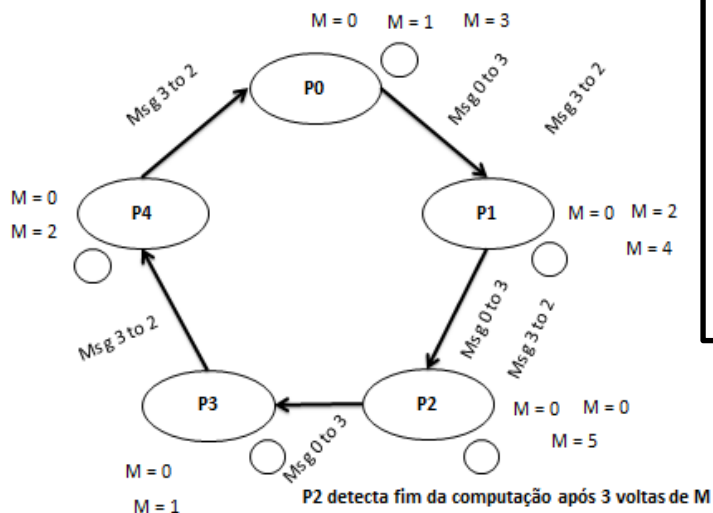 M = 0 M = 1 M = 3
P0
Msg 3 to 2
Msg 0 to 3
Msg 3 to 2
M = 0
M = 2
P4
P1
M = 0 M = 2
M = 4
Msg 3 to 2
Msg 0 to 3
Msg 3 to 2
P3
P2
M = 0 M = 0
M = 5
Msg 0 to 3
M = 0
M = 1
P2 detecta fim da computação após 3 voltas de M